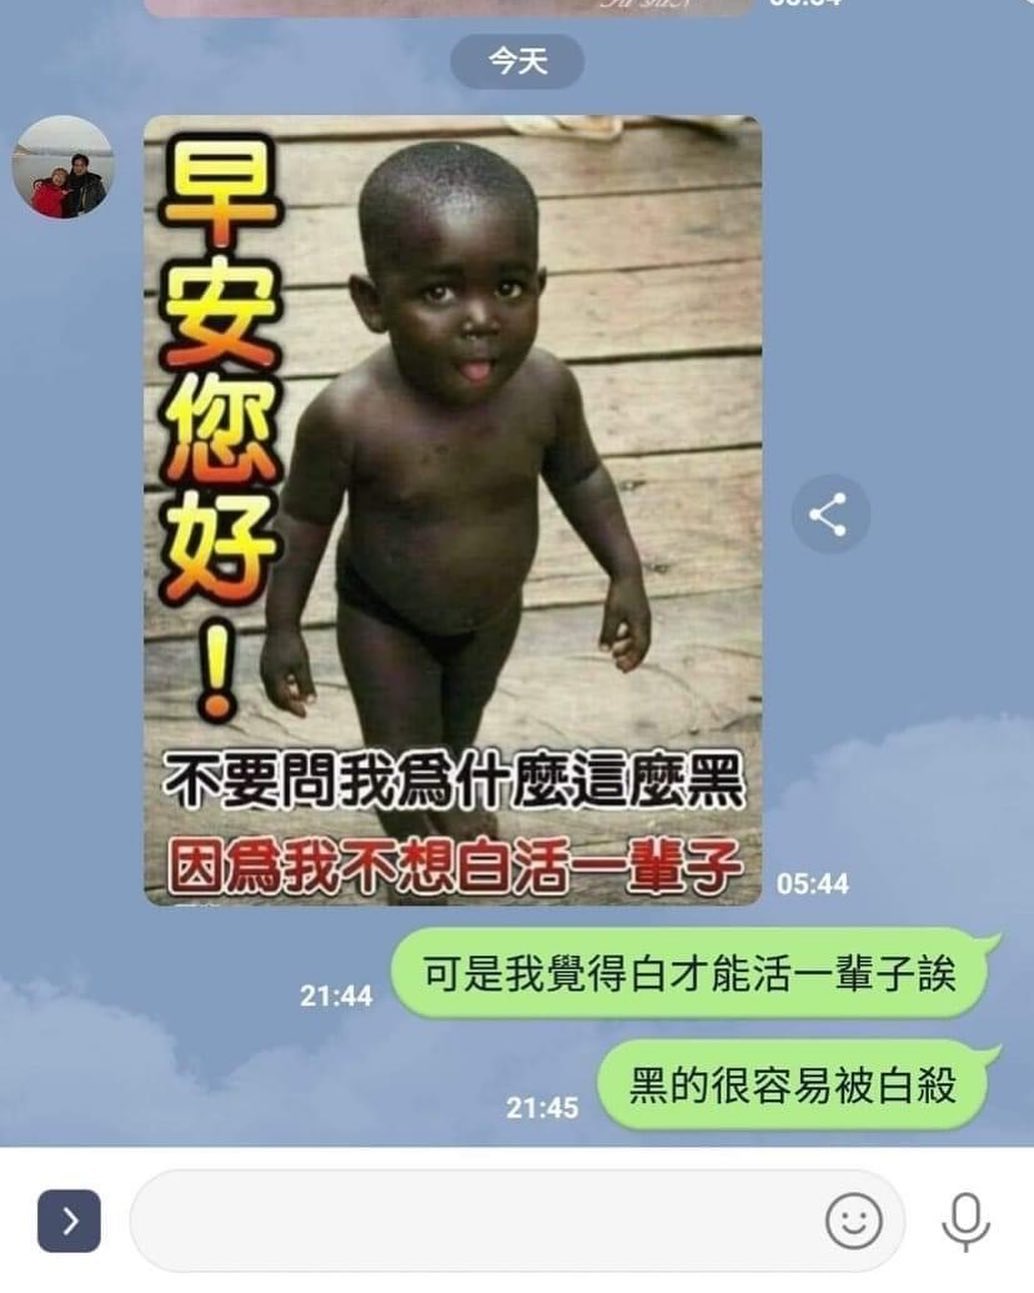 今天
早安您好！
不要問我為什麼這麼黑
因為我不想白活一輩子
05:44
可是我覺得白才能活一輩子誒
21:44
黑的很容易被白殺
21:45